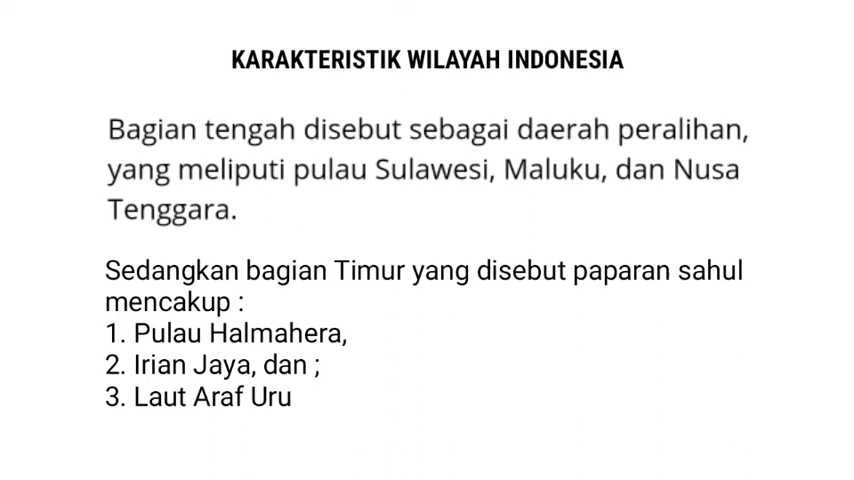 KARAKTERISTIK WILAYAH INDONESIA
Bagian tengah disebut sebagai daerah peralihan,
yang meliputi pulau Sulawesi, Maluku, dan Nusa
Tenggara.
Sedangkan bagian Timur yang disebut paparan sahul
mencakup :
1. Pulau Halmahera,
2. Irian Jaya, dan ;
3. Laut Araf Uru